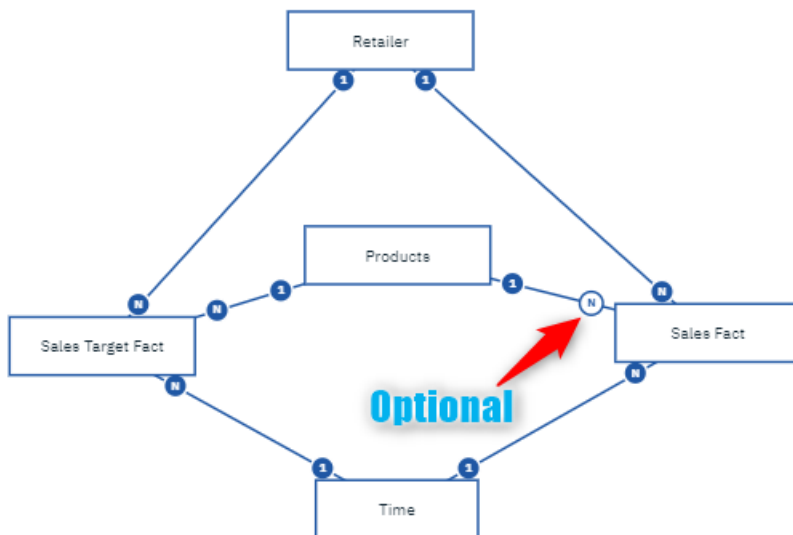 Retailer
1
1
Products
1
1
N
N
N
N
Sales Target Fact
Sales Fact
N
N
Optional
1
1
Time